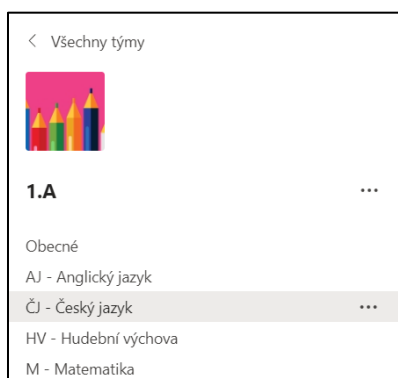 < Všechny týmy
1.A ...
Obecné
AJ - Anglický jazyk
ČJ - Český jazyk ...
HV - Hudební výchova
M - Matematika